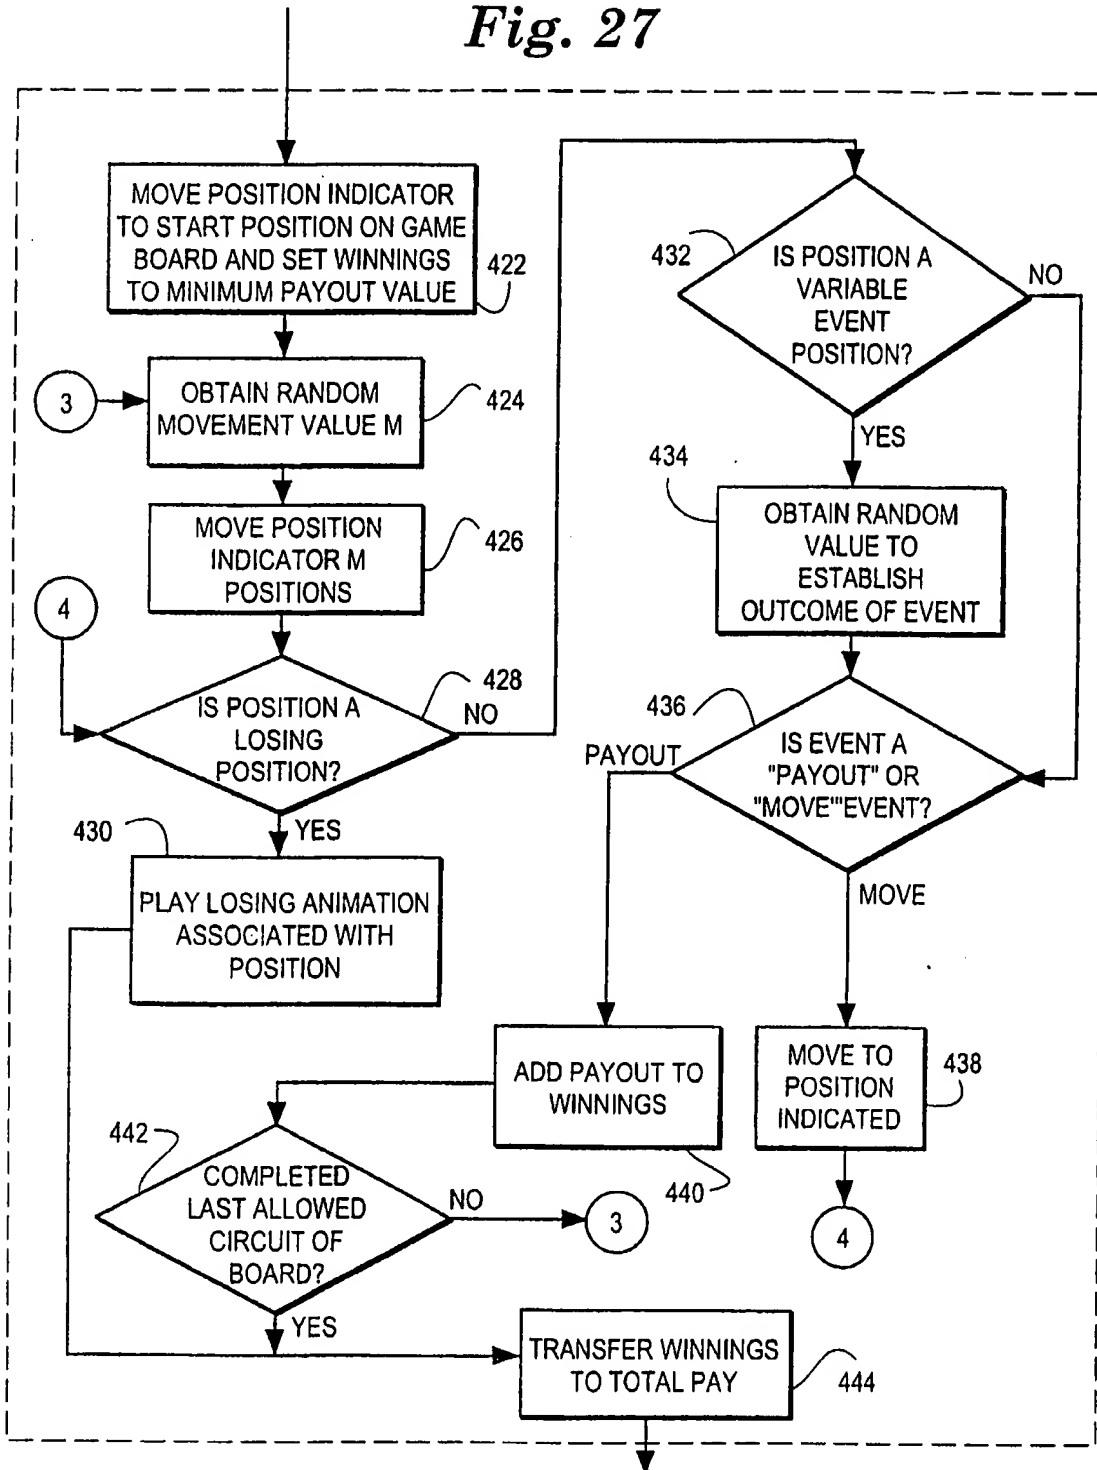 Fig. 27
MOVE POSITION INDICATOR
TO START POSITION ON GAME
BOARD AND SET WINNINGS
TO MINIMUM PAYOUT VALUE
422
3
OBTAIN RANDOM
MOVEMENT VALUE M
424
MOVE POSITION
INDICATOR M
POSITIONS
426
4
IS POSITION A
LOSING
POSITION?
428
NO
YES
430
PLAY LOSING ANIMATION
ASSOCIATED WITH
POSITION
432
IS POSITION A
VARIABLE
EVENT
POSITION?
NO
YES
434
OBTAIN RANDOM
VALUE TO
ESTABLISH
OUTCOME OF EVENT
436
IS EVENT A
"PAYOUT" OR
"MOVE'"EVENT?
PAYOUT
MOVE
MOVE TO
POSITION
INDICATED
438
4
ADD PAYOUT TO
WINNINGS
440
442
COMPLETED
LAST ALLOWED
CIRCUIT OF
BOARD?
NO
3
YES
TRANSFER WINNINGS
TO TOTAL PAY
444